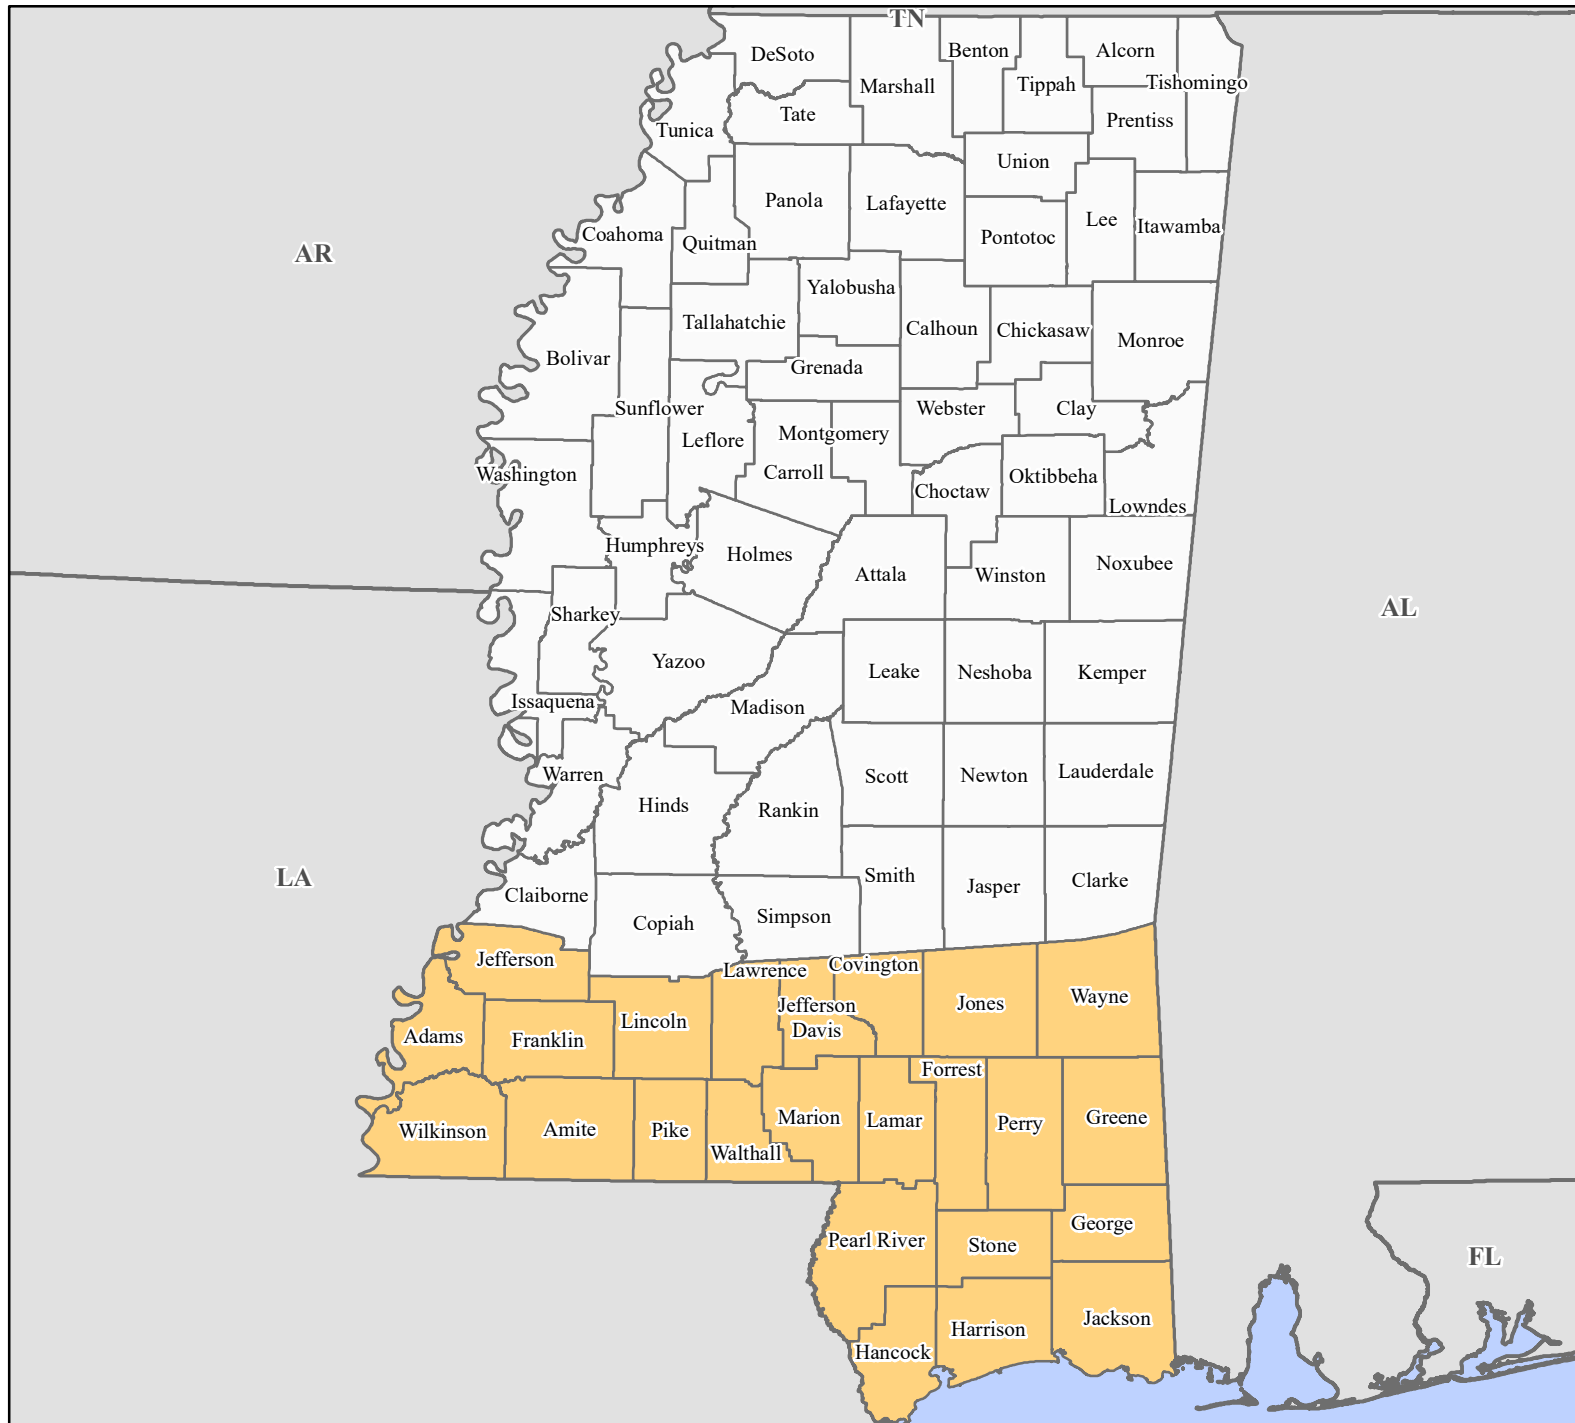 TN
DeSoto
Benton
Alcorn
Marshall
Tippah
Tishomingo
Tate
Prentiss
Tunica
Union
Panola
Lafayette
Lee
Itawamba
Coahoma
Quitman
Pontotoc
AR
Yalobusha
Tallahatchie
Calhoun
Chickasaw
Monroe
Bolivar
Grenada
Sunflower
Webster
Clay
Leflore
Montgomery
Carroll
Washington
Oktibbeha
Choctaw
Lowndes
Humphreys
Holmes
Attala
Winston
Noxubee
AL
Sharkey
Yazoo
Leake
Neshoba
Kemper
Issaquena
Madison
Warren
Scott
Newton
Lauderdale
Hinds
Rankin
LA
Smith
Jasper
Clarke
Claiborne
Copiah
Simpson
Jefferson
Lawrence
Covington
Jefferson
Davis
Jones
Wayne
Adams
Franklin
Lincoln
Forrest
Wilkinson
Amite
Pike
Walthall
Marion
Lamar
Perry
Greene
George
Pearl River
Stone
FL
Jackson
Harrison
Hancock